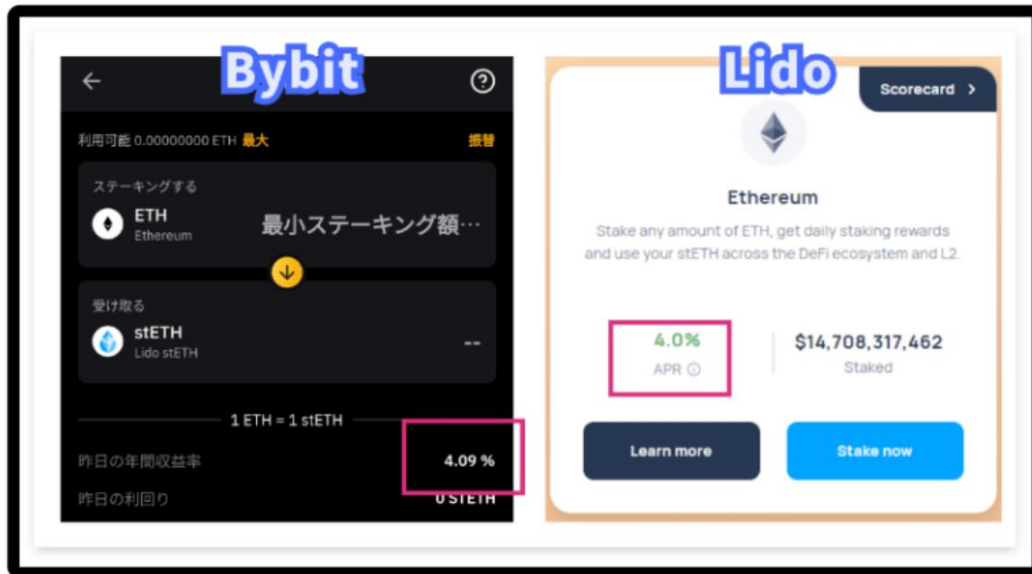 Bybit
利用可能 0.00000000 ETH 最大
振替
ステーキングする
ETH
Ethereum
最小ステーキング額…
受け取る
stETH
Lido stETH
--
1 ETH = 1 stETH
昨日の年間収益率
4.09 %
昨日の利回り
0 STETH
Lido
Scorecard >
Ethereum
Stake any amount of ETH, get daily staking rewards
and use your stETH across the DeFi ecosystem and L2.
4.0%
APR
$14,708,317,462
Staked
Learn more
Stake now